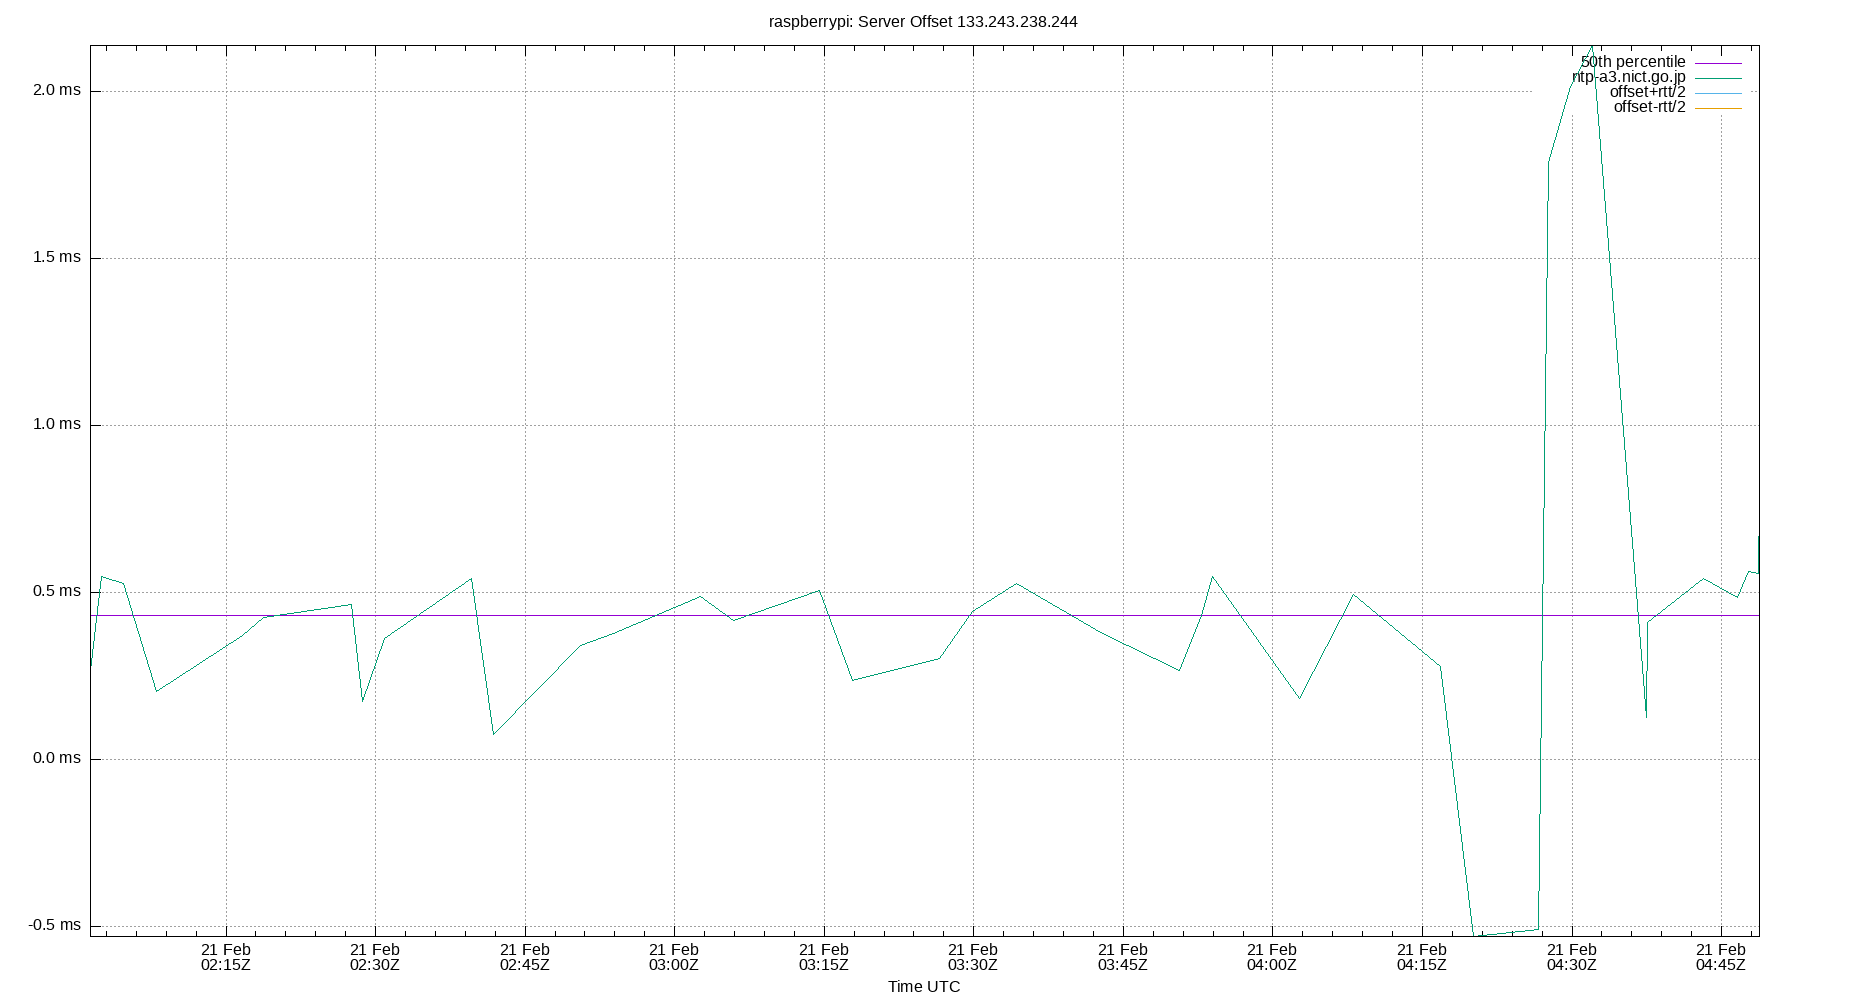 raspberrypi: Server Offset 133.243.238.244
50th percentile
ntp-a3.nict.go.jp
offset+rtt/2
offset-rtt/2
2.0 ms
1.5 ms
1.0 ms
0.5 ms
0.0 ms
-0.5 ms
21 Feb 21 Feb 21 Feb 21 Feb 21 Feb 21 Feb 21 Feb 21 Feb 21 Feb 21 Feb 21 Feb
02:15Z 02:30Z 02:45Z 03:00Z 03:15Z 03:30Z 03:45Z 04:00Z 04:15Z 04:30Z 04:45Z
Time UTC